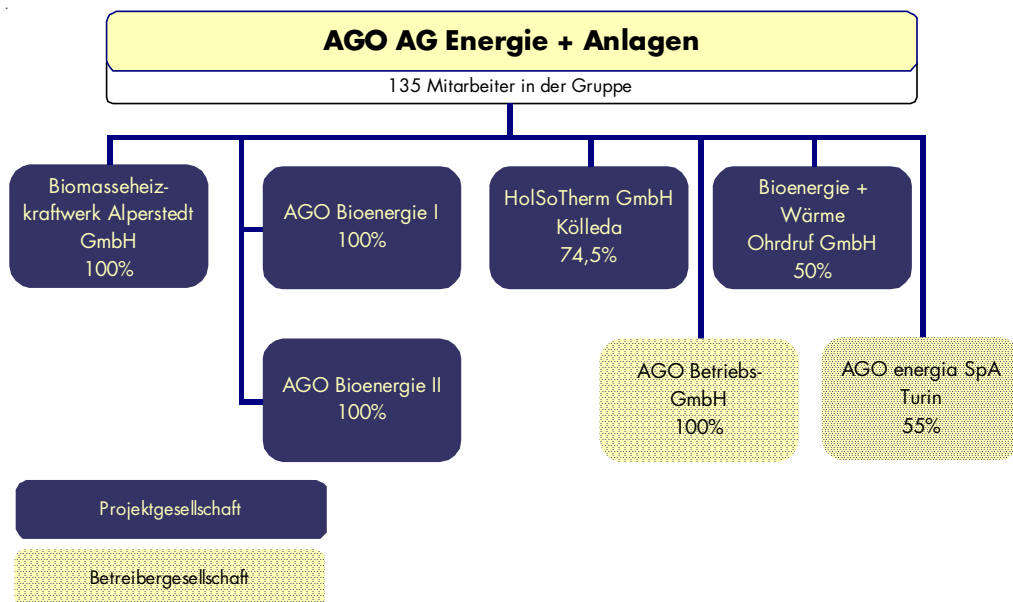 AGO AG Energie + Anlagen
135 Mitarbeiter in der Gruppe
Biomasseheiz-
kraftwerk Alperstedt
GmbH
100%
AGO Bioenergie I
100%
HolSoTherm GmbH
Kölleda
74,5%
Bioenergie +
Wärme
Ohrdruf GmbH
50%
AGO Bioenergie II
100%
AGO Betriebs-
GmbH
100%
AGO energia SpA
Turin
55%
Projektgesellschaft
Betreibergesellschaft